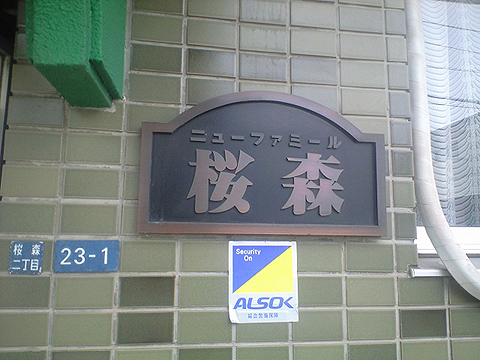 ニューファミール
桜森
桜森
二丁目
23-1
Security
On
ALSOK
綜合警備保障